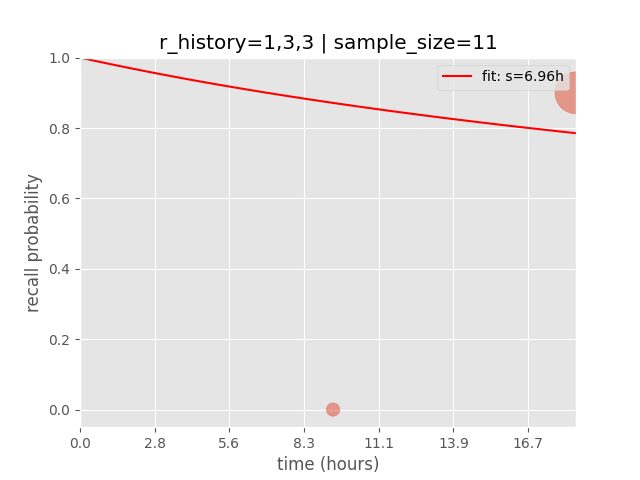 r_history=1,3,3 | sample_size=11
fit: s=6.96h
recall probability
1.0
0.8
0.6
0.4
0.2
0.0
0.0 2.8 5.6 8.3 11.1 13.9 16.7
time (hours)